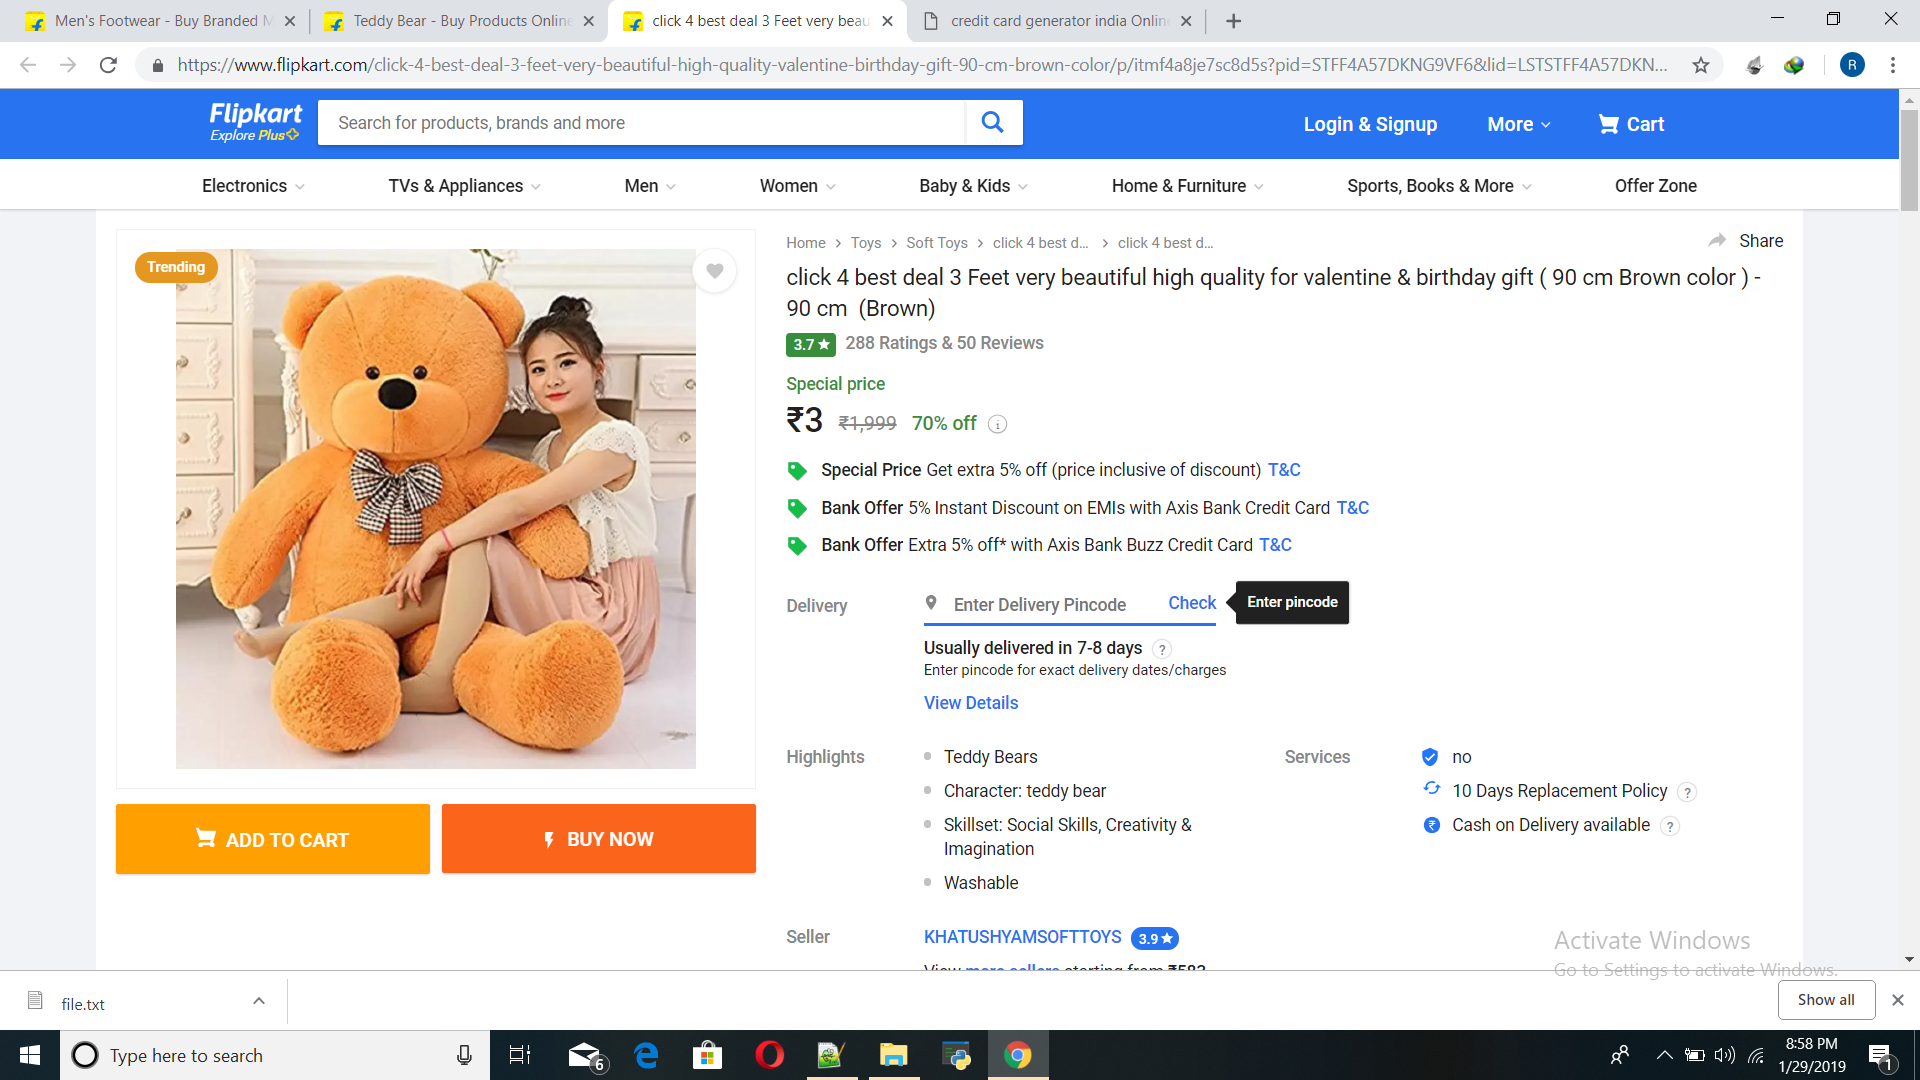 Men's Footwear - Buy Branded M
Teddy Bear - Buy Products Online
click 4 best deal 3 Feet very beau
credit card generator india Onlin
https://www.flipkart.com/click-4-best-deal-3-feet-very-beautiful-high-quality-valentine-birthday-gift-90-cm-brown-color/p/itmf4a8je7sc8d5s?pid=STFF4A57DKNG9VF6&lid=LSTSTFF4A57DKN...
R
Flipkart
Explore Plus
Search for products, brands and more
Login & Signup
More
Cart
Electronics
TVs & Appliances
Men
Women
Baby & Kids
Home & Furniture
Sports, Books & More
Offer Zone
Trending
Home > Toys > Soft Toys > click 4 best d... > click 4 best d...
Share
click 4 best deal 3 Feet very beautiful high quality for valentine & birthday gift ( 90 cm Brown color ) -
90 cm (Brown)
3.7★ 288 Ratings & 50 Reviews
Special price
₹3 ₹1,999 70% off i
Special Price Get extra 5% off (price inclusive of discount) T&C
Bank Offer 5% Instant Discount on EMIs with Axis Bank Credit Card T&C
Bank Offer Extra 5% off* with Axis Bank Buzz Credit Card T&C
Delivery
Enter Delivery Pincode
Check
Enter pincode
Usually delivered in 7-8 days ?
Enter pincode for exact delivery dates/charges
View Details
Highlights
Teddy Bears
Character: teddy bear
Skillset: Social Skills, Creativity &
Imagination
Washable
Services
no
10 Days Replacement Policy ?
₹ Cash on Delivery available ?
ADD TO CART
BUY NOW
Seller
KHATUSHYAMSOFTTOYS 3.9★
View more sellers starting from ₹583
Activate Windows
Go to Settings to activate Windows.
file.txt
Show all
Type here to search
6
8:58 PM
1/29/2019
1